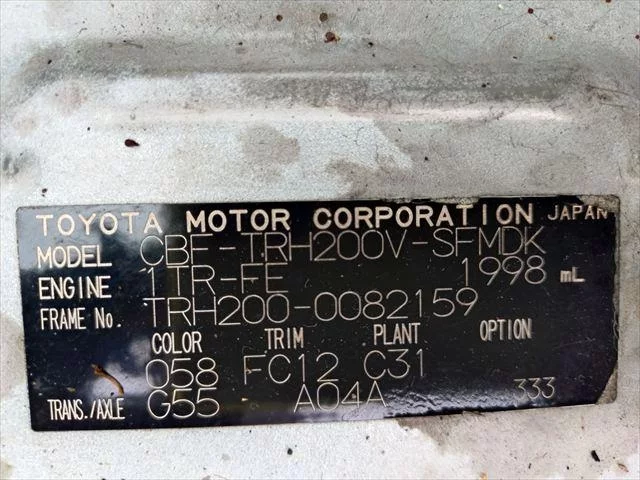 TOYOTA MOTOR CORPORATION JAPAN
MODEL CBF-TRH200V-SFMDK
ENGINE 1TR-FE 1998 mL
FRAME No. TRH200-0082159
COLOR TRIM PLANT OPTION
058 FC12 C31
TRANS./AXLE G55 A04A 333